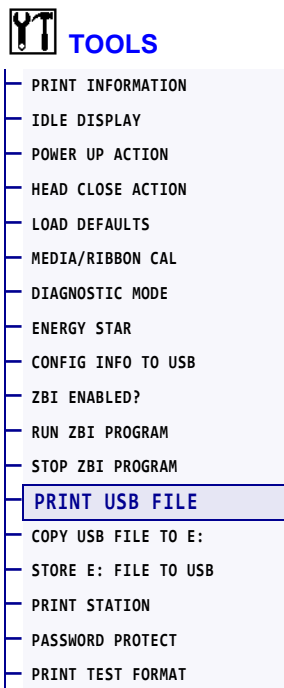 TOOLS
PRINT INFORMATION
IDLE DISPLAY
POWER UP ACTION
HEAD CLOSE ACTION
LOAD DEFAULTS
MEDIA/RIBBON CAL
DIAGNOSTIC MODE
ENERGY STAR
CONFIG INFO TO USB
ZBI ENABLED?
RUN ZBI PROGRAM
STOP ZBI PROGRAM
PRINT USB FILE
COPY USB FILE TO E:
STORE E: FILE TO USB
PRINT STATION
PASSWORD PROTECT
PRINT TEST FORMAT